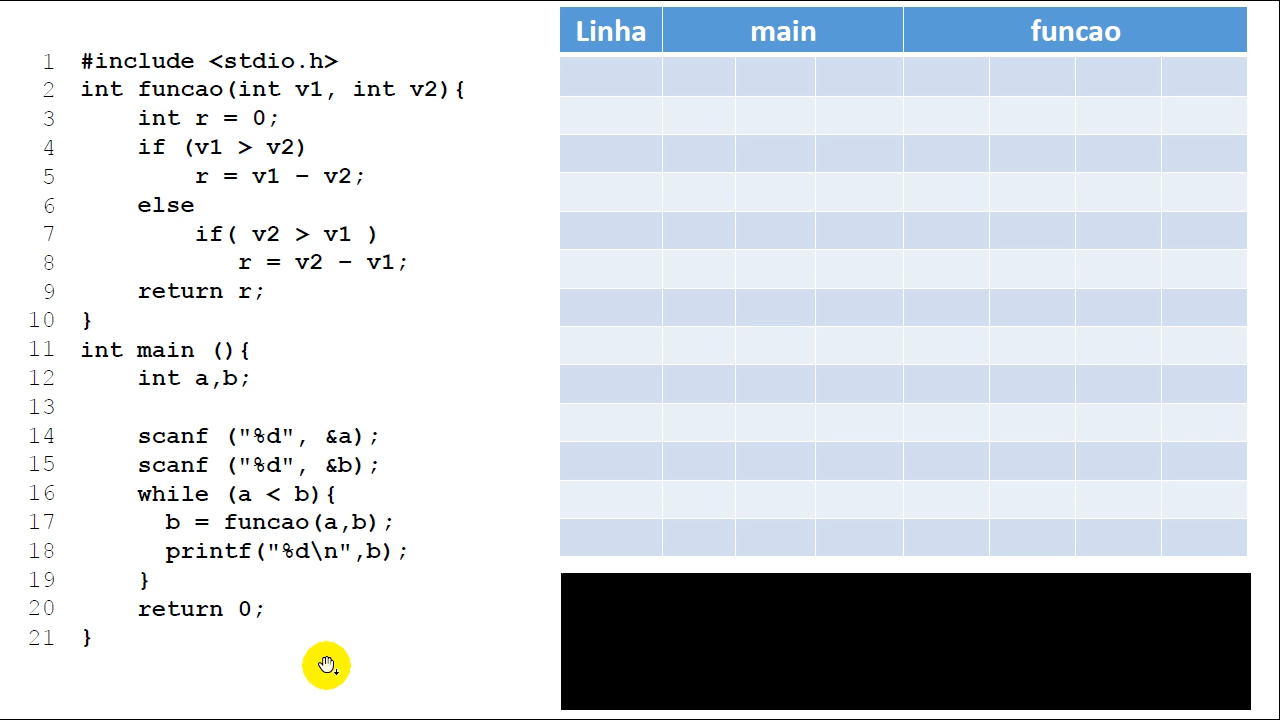 Linha main funcao
1 #include <stdio.h>
2 int funcao(int v1, int v2){
3 int r = 0;
4 if (v1 > v2)
5 r = v1 – v2;
6 else
7 if( v2 > v1 )
8 r = v2 – v1;
9 return r;
10 }
11 int main (){
12 int a,b;
13
14 scanf ("%d", &a);
15 scanf ("%d", &b);
16 while (a < b){
17 b = funcao(a,b);
18 printf("%d\n",b);
19 }
20 return 0;
21 }